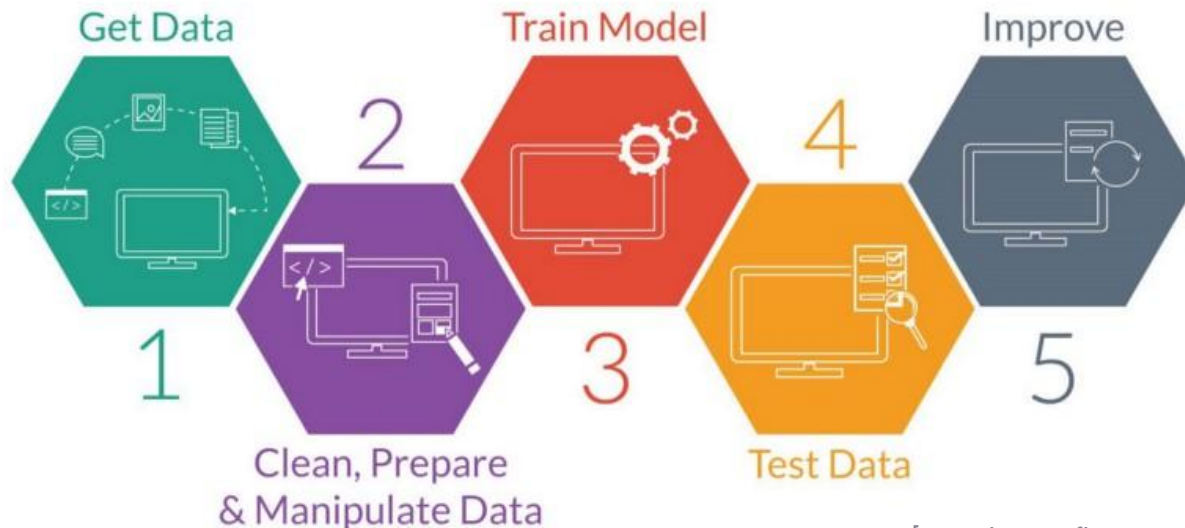 Get Data
1
2
Clean, Prepare
& Manipulate Data
Train Model
3
4
Test Data
Improve
5
</>
</>